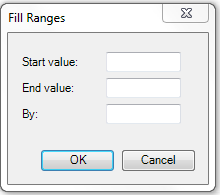 Fill Ranges
Start value:
End value:
By:
OK Cancel